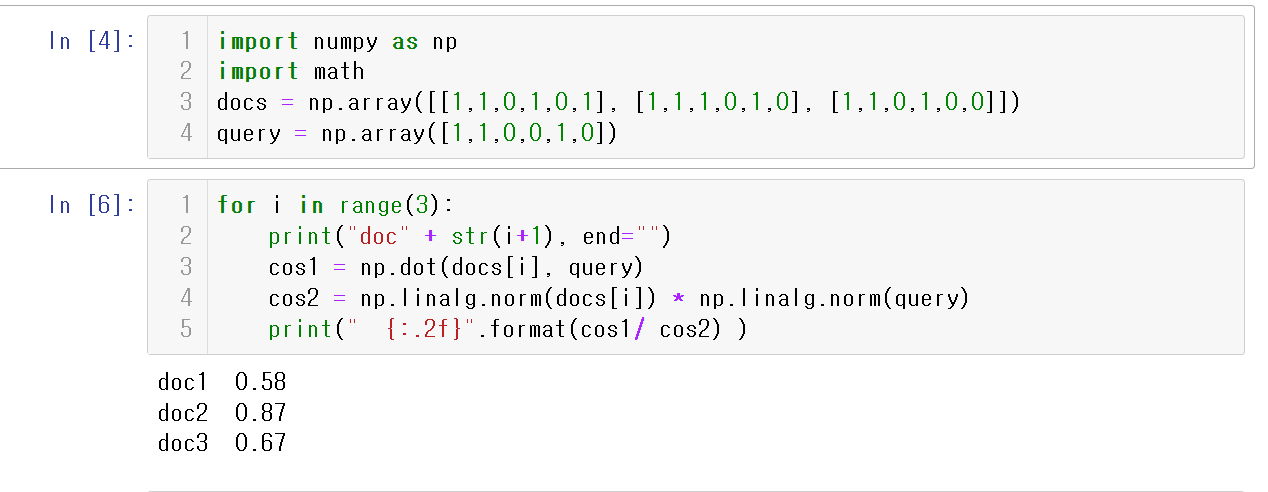 In [4]:
1 import numpy as np
2 import math
3 docs = np.array([[1,1,0,1,0,1], [1,1,1,0,1,0], [1,1,0,1,0,0]])
4 query = np.array([1,1,0,0,1,0])
In [6]:
1 for i in range(3):
2     print("doc" + str(i+1), end="")
3     cos1 = np.dot(docs[i], query)
4     cos2 = np.linalg.norm(docs[i]) * np.linalg.norm(query)
5     print("  {:.2f}".format(cos1/ cos2) )
doc1  0.58
doc2  0.87
doc3  0.67